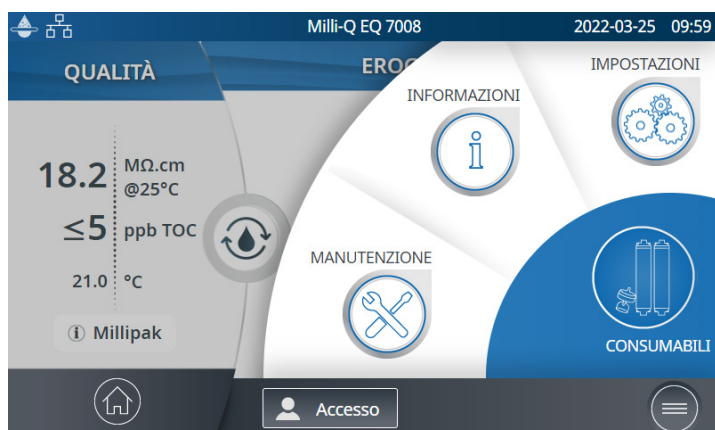 Milli-Q EQ 7008
2022-03-25 09:59
QUALITÀ
EROG
IMPOSTAZIONI
INFORMAZIONI
18.2 MΩ.cm
@25°C
≤5 ppb TOC
MANUTENZIONE
21.0 °C
Millipak
CONSUMABILI
Accesso